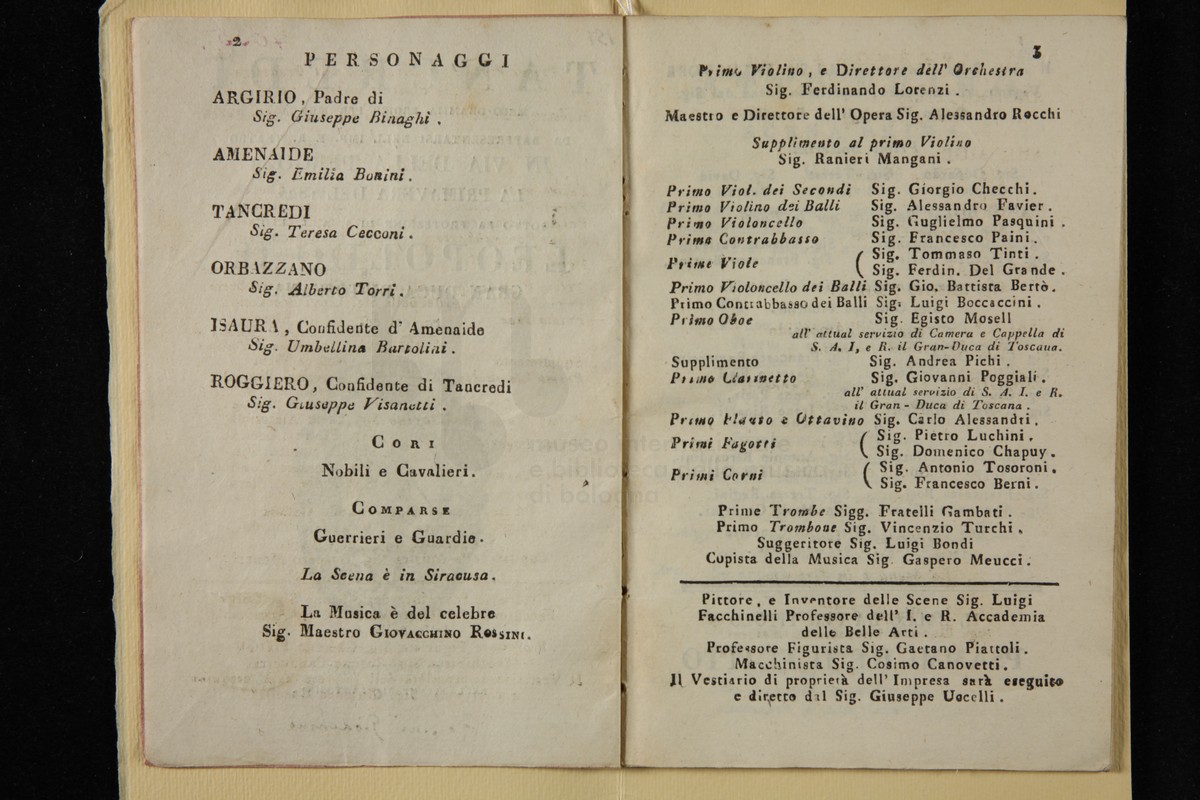 2
PERSONAGGI
ARGIRIO, Padre di
Sig. Giuseppe Binaghi.
AMENAIDE
Sig. Emilia Bonini.
TANCREDI
Sig. Teresa Cecconi.
ORBAZZANO
Sig. Alberto Torri.
ISAURA, Confidente d' Amenaide
Sig. Umbellina Bartolini.
ROGGIERO, Confidente di Tancredi
Sig. Giuseppe Visanetti.
CORI
Nobili e Cavalieri.
COMPARSE
Guerrieri e Guardie.
La Scena è in Siracusa.
La Musica è del celebre
Sig. Maestro GIOVACCHINO ROSSINI.
3
Primo Violino, e Direttore dell' Orchestra
Sig. Ferdinando Lorenzi.
Maestro e Direttore dell' Opera Sig. Alessandro Rocchi
Supplimento al primo Violino
Sig. Ranieri Mangani.
Primo Viol. dei Secondi Sig. Giorgio Checchi.
Primo Violino dei Balli Sig. Alessandro Favier.
Primo Violoncello Sig. Guglielmo Pasquini.
Primo Contrabbasso Sig. Francesco Paini.
Prime Viole ( Sig. Tommaso Tinti.
Sig. Ferdin. Del Grande.
Primo Violoncello dei Balli Sig. Gio. Battista Bertè.
Primo Contrabbasso dei Balli Sig. Luigi Boccaccini.
Primo Oboe Sig. Egisto Mosell
all' attual servizio di Camera e Cappella di
S. A. I, e R. il Gran-Duca di Toscana.
Supplimento Sig. Andrea Pichi.
Primo Clarinetto Sig. Giovanni Poggiali.
all' attual servizio di S. A. I. e R.
il Gran-Duca di Toscana.
Primo Flauto e Ottavino Sig. Carlo Alessandri.
Primi Fagotti ( Sig. Pietro Luchini.
Sig. Domenico Chapuy.
Primi Corni ( Sig. Antonio Tosoroni.
Sig. Francesco Berni.
Prime Trombe Sigg. Fratelli Gambati.
Primo Trombone Sig. Vincenzio Turchi.
Suggeritore Sig. Luigi Bondi
Copista della Musica Sig. Gaspero Meucci.
Pittore, e Inventore delle Scene Sig. Luigi
Facchinelli Professore dell' I. e R. Accademia
delle Belle Arti.
Professore Figurista Sig. Gaetano Piattoli.
Macchinista Sig. Cosimo Canovetti.
Il Vestiario di proprietà dell' Impresa sarà eseguito
e diretto dal Sig. Giuseppe Uccelli.
museo inter
e biblioteca
di bologna